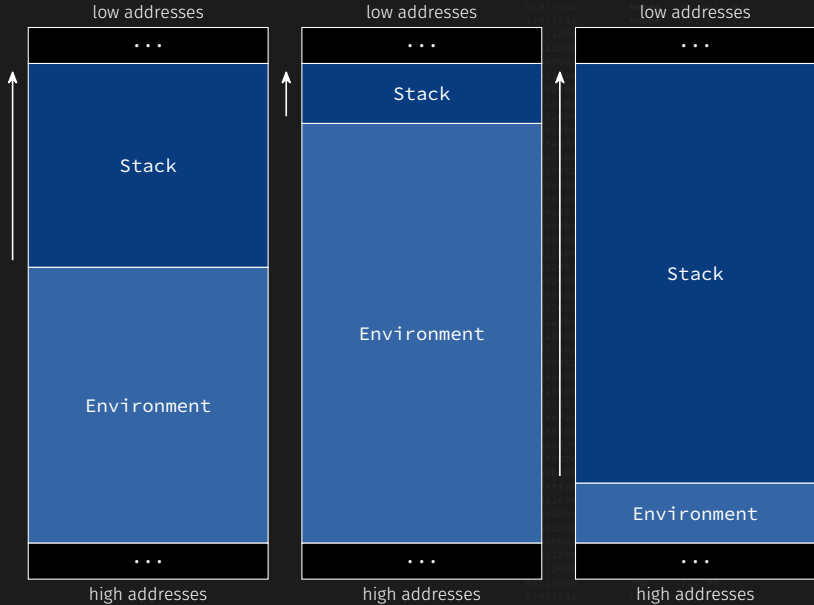 low addresses
...
Stack
Environment
...
high addresses
low addresses
...
Stack
Environment
...
high addresses
low addresses
...
Stack
Environment
...
high addresses